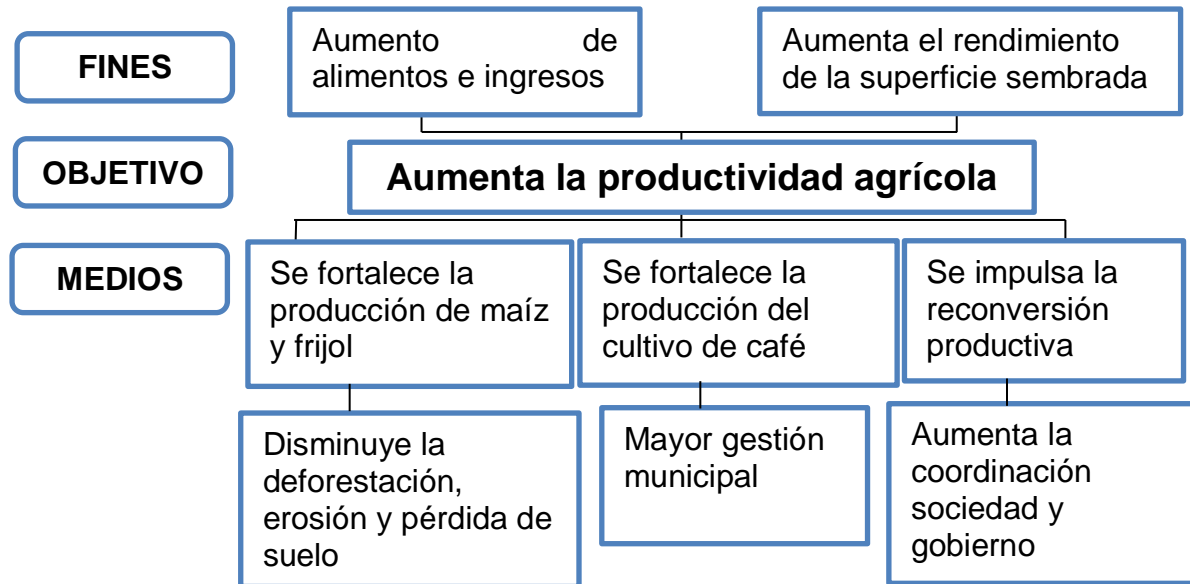 FINES
Aumento de
alimentos e ingresos
Aumenta el rendimiento
de la superficie sembrada
OBJETIVO
Aumenta la productividad agrícola
MEDIOS
Se fortalece la
producción de maíz
y frijol
Se fortalece la
producción del
cultivo de café
Se impulsa la
reconversión
productiva
Disminuye la
deforestación,
erosión y pérdida de
suelo
Mayor gestión
municipal
Aumenta la
coordinación
sociedad y
gobierno